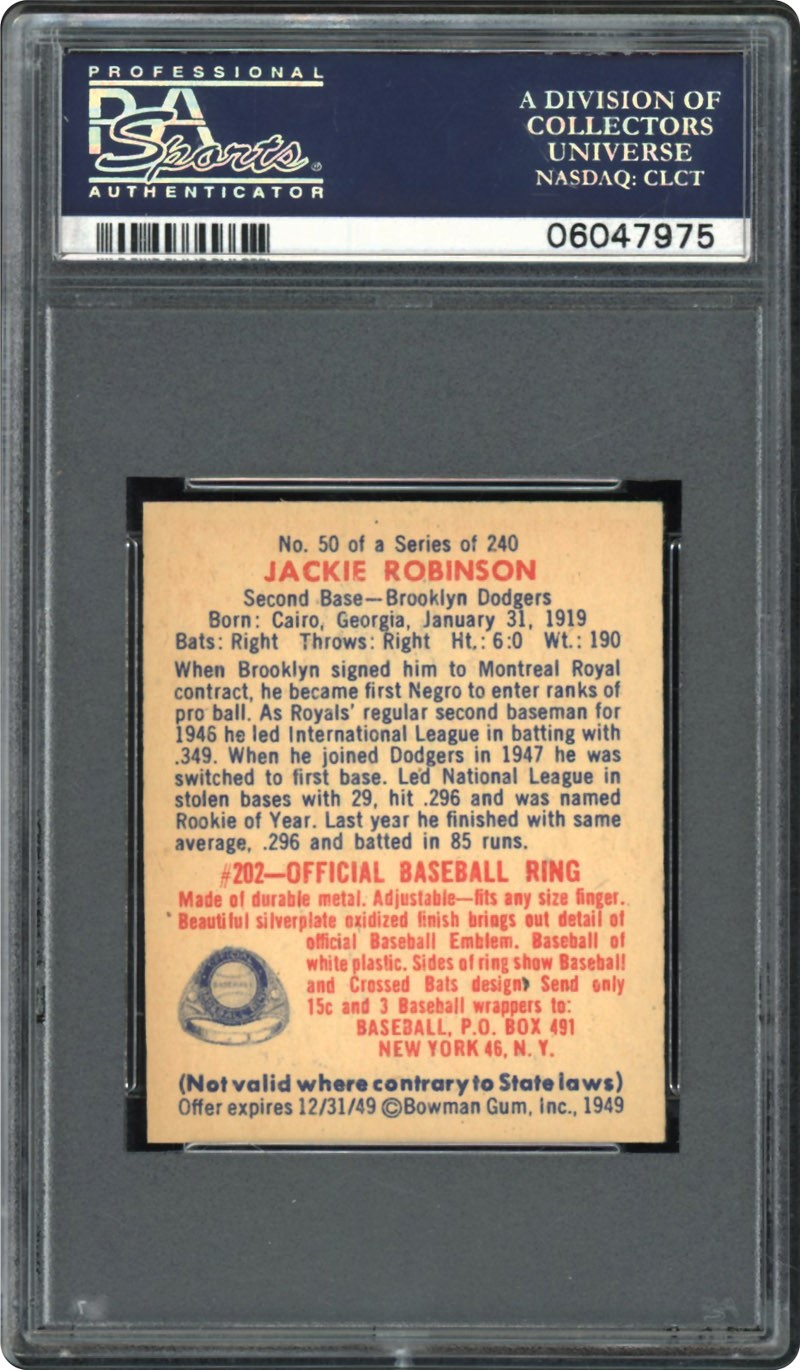 PROFESSIONAL
PSA
Sports
AUTHENTICATOR
A DIVISION OF
COLLECTORS
UNIVERSE
NASDAQ: CLCT
06047975
No. 50 of a Series of 240
JACKIE ROBINSON
Second Base—Brooklyn Dodgers
Born: Cairo, Georgia, January 31, 1919
Bats: Right Throws: Right Ht.: 6:0 Wt.: 190
When Brooklyn signed him to Montreal Royal
contract, he became first Negro to enter ranks of
pro ball. As Royals' regular second baseman for
1946 he led International League in batting with
.349. When he joined Dodgers in 1947 he was
switched to first base. Led National League in
stolen bases with 29, hit .296 and was named
Rookie of Year. Last year he finished with same
average, .296 and batted in 85 runs.
#202—OFFICIAL BASEBALL RING
Made of durable metal. Adjustable—fits any size finger.
Beautiful silverplate oxidized finish brings out detail of
official Baseball Emblem. Baseball of
white plastic. Sides of ring show Baseball
and Crossed Bats design. Send only
15c and 3 Baseball wrappers to:
BASEBALL, P.O. BOX 491
NEW YORK 46, N. Y.
(Not valid where contrary to State laws)
Offer expires 12/31/49 ©Bowman Gum, Inc., 1949